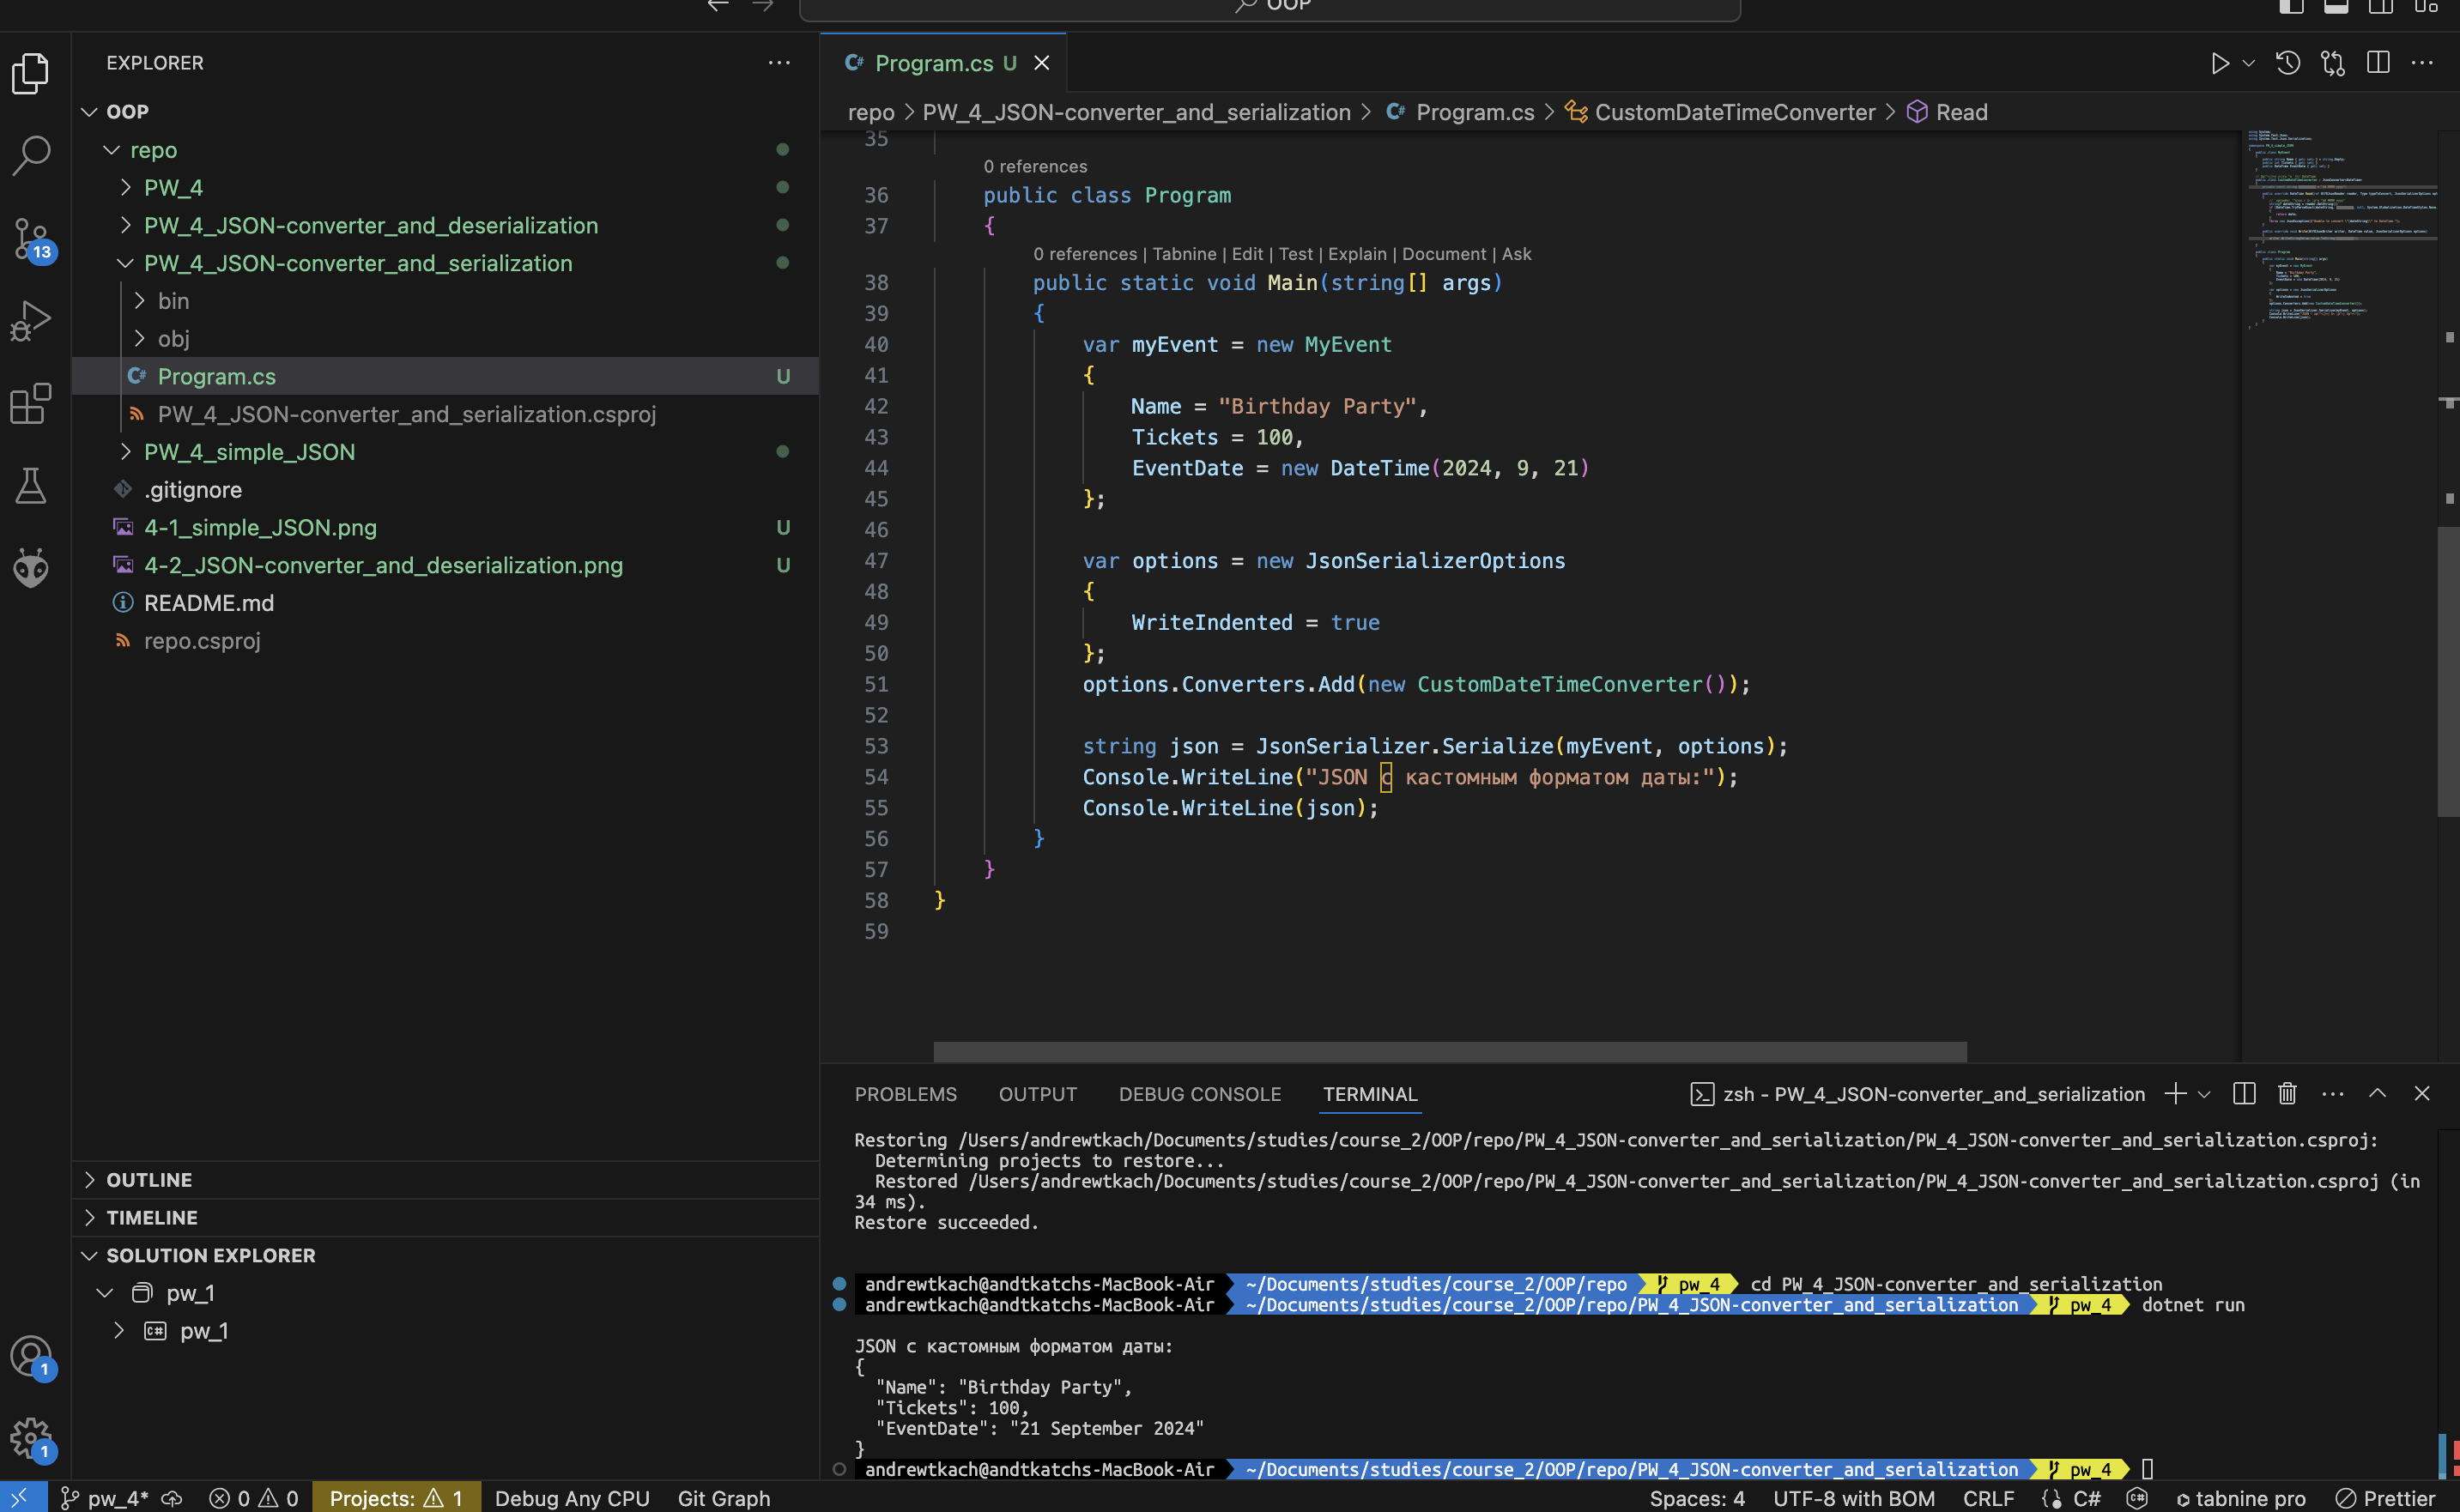 OOP
EXPLORER
OOP
repo
PW_4
PW_4_JSON-converter_and_deserialization
PW_4_JSON-converter_and_serialization
bin
obj
C# Program.cs U
PW_4_JSON-converter_and_serialization.csproj
PW_4_simple_JSON
.gitignore
4-1_simple_JSON.png U
4-2_JSON-converter_and_deserialization.png U
README.md
repo.csproj
13
OUTLINE
TIMELINE
SOLUTION EXPLORER
pw_1
C# pw_1
1
1
C# Program.cs U
repo > PW_4_JSON-converter_and_serialization > C# Program.cs > CustomDateTimeConverter > Read
35
0 references
36 public class Program
37 {
0 references | Tabnine | Edit | Test | Explain | Document | Ask
38 public static void Main(string[] args)
39 {
40 var myEvent = new MyEvent
41 {
42 Name = "Birthday Party",
43 Tickets = 100,
44 EventDate = new DateTime(2024, 9, 21)
45 };
46
47 var options = new JsonSerializerOptions
48 {
49 WriteIndented = true
50 };
51 options.Converters.Add(new CustomDateTimeConverter());
52
53 string json = JsonSerializer.Serialize(myEvent, options);
54 Console.WriteLine("JSON с кастомным форматом даты:");
55 Console.WriteLine(json);
56 }
57 }
58 }
59
PROBLEMS OUTPUT DEBUG CONSOLE TERMINAL zsh - PW_4_JSON-converter_and_serialization
Restoring /Users/andrewtkach/Documents/studies/course_2/OOP/repo/PW_4_JSON-converter_and_serialization/PW_4_JSON-converter_and_serialization.csproj:
Determining projects to restore...
Restored /Users/andrewtkach/Documents/studies/course_2/OOP/repo/PW_4_JSON-converter_and_serialization/PW_4_JSON-converter_and_serialization.csproj (in
34 ms).
Restore succeeded.
andrewtkach@andtkatchs-MacBook-Air ~/Documents/studies/course_2/OOP/repo pw_4 cd PW_4_JSON-converter_and_serialization
andrewtkach@andtkatchs-MacBook-Air ~/Documents/studies/course_2/OOP/repo/PW_4_JSON-converter_and_serialization pw_4 dotnet run
JSON с кастомным форматом даты:
{
"Name": "Birthday Party",
"Tickets": 100,
"EventDate": "21 September 2024"
}
andrewtkach@andtkatchs-MacBook-Air ~/Documents/studies/course_2/OOP/repo/PW_4_JSON-converter_and_serialization pw_4
pw_4* 0 0 Projects: 1 Debug Any CPU Git Graph Spaces: 4 UTF-8 with BOM CRLF C# tabnine pro Prettier